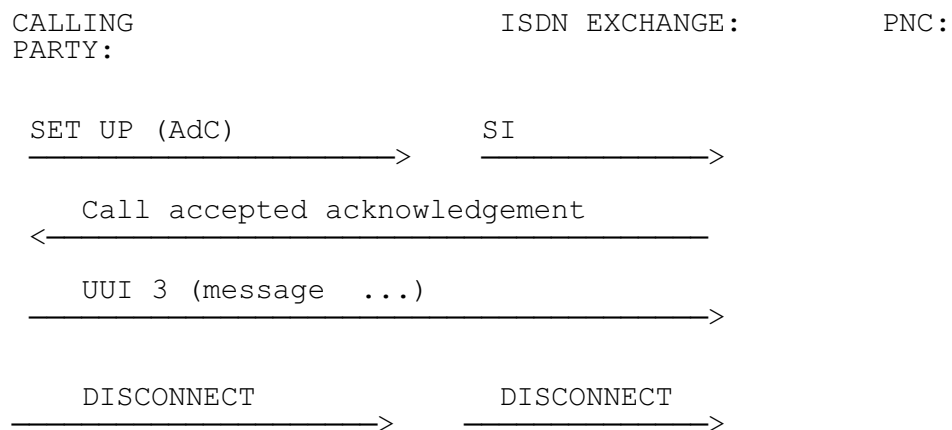 CALLING ISDN EXCHANGE: PNC:
PARTY:
SET UP (AdC) SI
Call accepted acknowledgement
UUI 3 (message ...)
DISCONNECT DISCONNECT